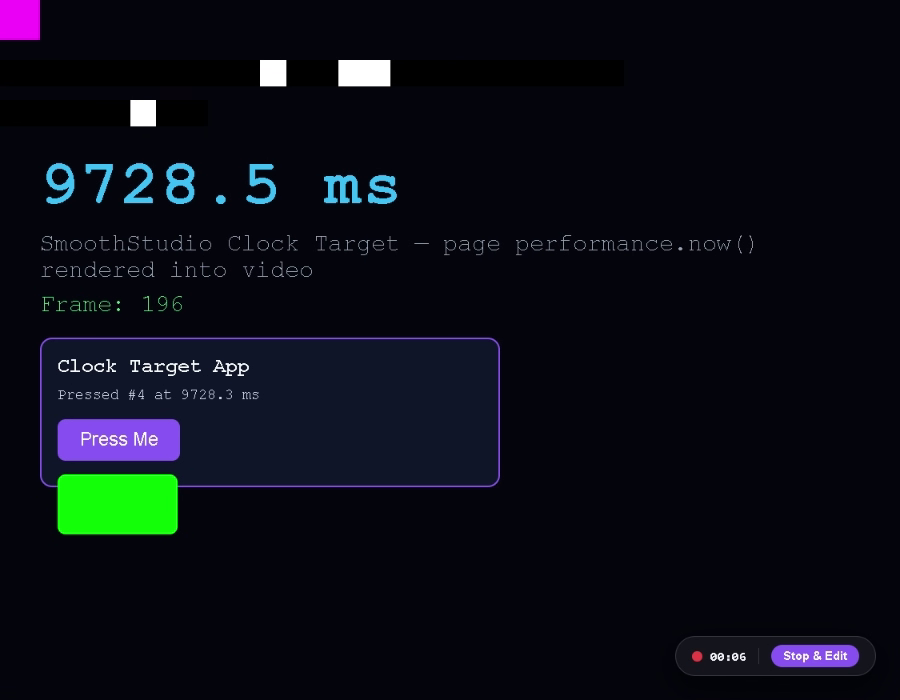 9728.5 ms
SmoothStudio Clock Target — page performance.now()
rendered into video
Frame: 196
Clock Target App
Pressed #4 at 9728.3 ms
Press Me
00:06
Stop & Edit